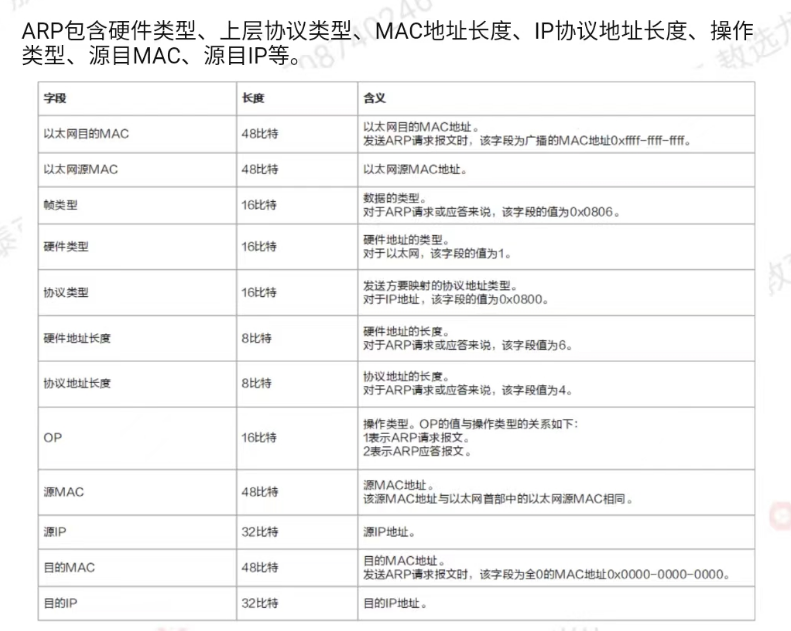 ARP包含硬件类型、上层协议类型、MAC地址长度、IP协议地址长度、操作
类型、源目MAC、源目IP等。
字段 长度 含义
以太网目的MAC 48比特 以太网目的MAC地址。
发送ARP请求报文时，该字段为广播的MAC地址0xffff-ffff-ffff。
以太网源MAC 48比特 以太网源MAC地址。
帧类型 16比特 数据的类型。
对于ARP请求或应答来说，该字段的值为0x0806。
硬件类型 16比特 硬件地址的类型。
对于以太网，该字段的值为1。
协议类型 16比特 发送方要映射的协议地址类型。
对于IP地址，该字段的值为0x0800。
硬件地址长度 8比特 硬件地址的长度。
对于ARP请求或应答来说，该字段值为6。
协议地址长度 8比特 协议地址的长度。
对于ARP请求或应答来说，该字段值为4。
OP 16比特 操作类型。OP的值与操作类型的关系如下：
1表示ARP请求报文。
2表示ARP应答报文。
源MAC 48比特 源MAC地址。
该源MAC地址与以太网首部中的以太网源MAC相同。
源IP 32比特 源IP地址。
目的MAC 48比特 目的MAC地址。
发送ARP请求报文时，该字段为全0的MAC地址0x0000-0000-0000。
目的IP 32比特 目的IP地址。